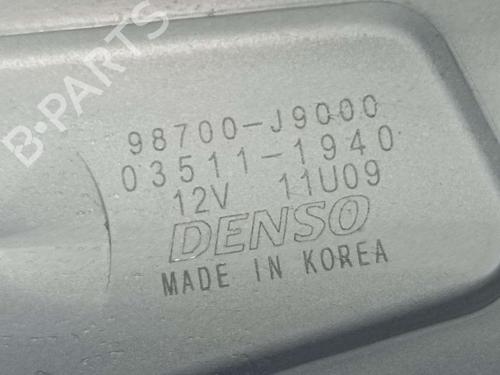 B-PARTS
98700-J9000
03511-1940
12V 11U09
DENSO
MADE IN KOREA